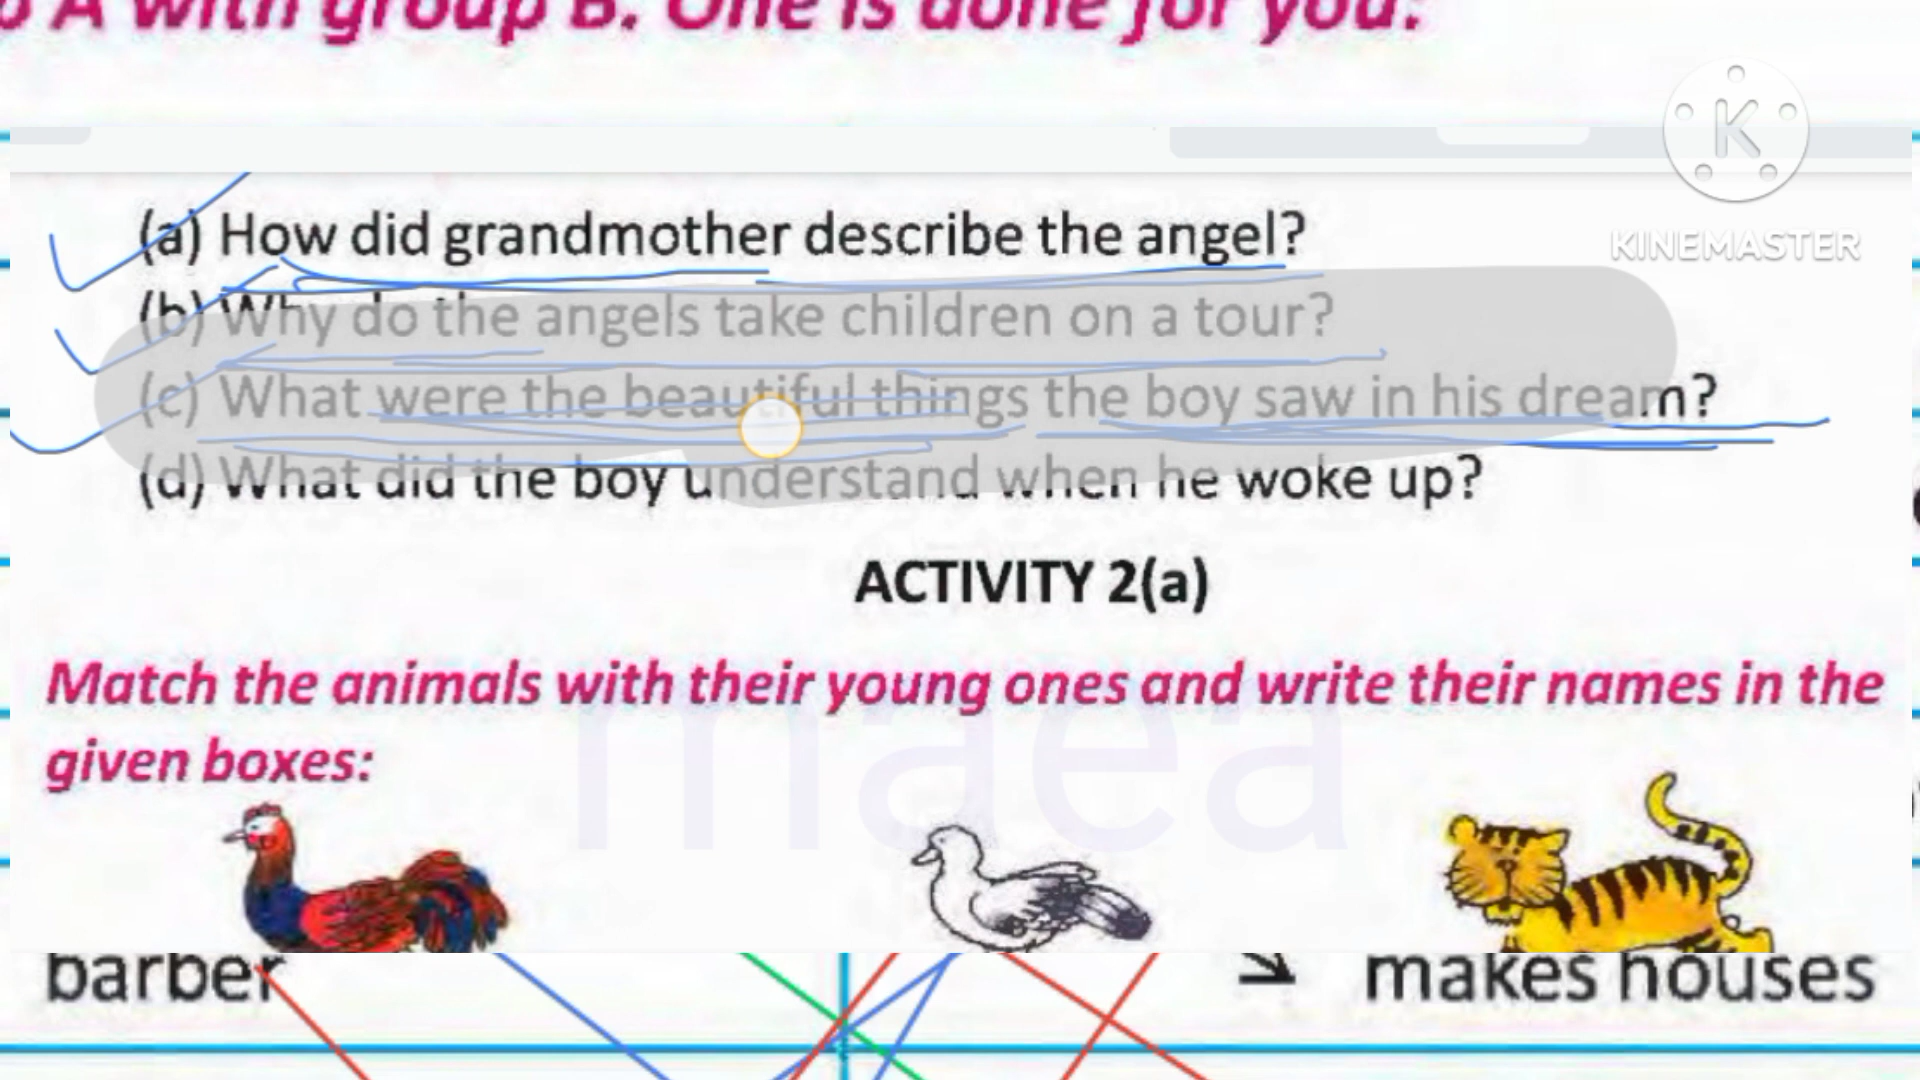 A with group B. One is done for you:
KINEMASTER
(a) How did grandmother describe the angel?
(b) Why do the angels take children on a tour?
(c) What were the beautiful things the boy saw in his dream?
(d) What did the boy understand when he woke up?
ACTIVITY 2(a)
Match the animals with their young ones and write their names in the
given boxes:
maea
barber
makes houses